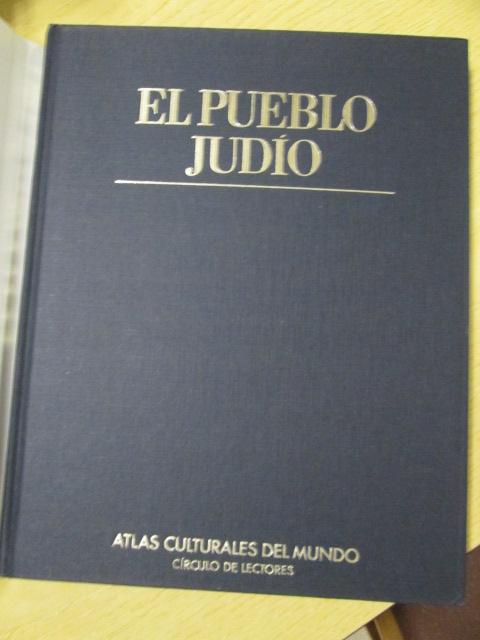 EL PUEBLO
JUDÍO
ATLAS CULTURALES DEL MUNDO
CÍRCULO DE LECTORES